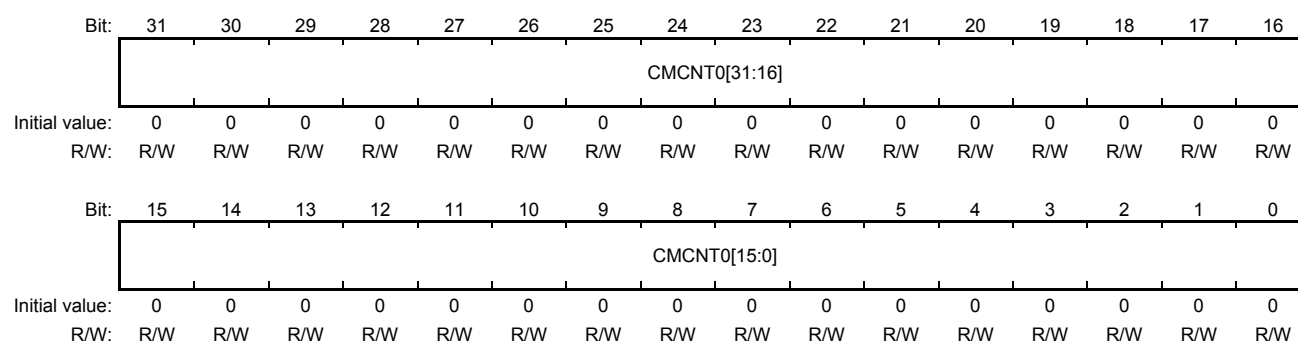 Bit: 31 30 29 28 27 26 25 24 23 22 21 20 19 18 17 16
CMCNT0[31:16]
Initial value: 0 0 0 0 0 0 0 0 0 0 0 0 0 0 0 0
R/W: R/W R/W R/W R/W R/W R/W R/W R/W R/W R/W R/W R/W R/W R/W R/W R/W
Bit: 15 14 13 12 11 10 9 8 7 6 5 4 3 2 1 0
CMCNT0[15:0]
Initial value: 0 0 0 0 0 0 0 0 0 0 0 0 0 0 0 0
R/W: R/W R/W R/W R/W R/W R/W R/W R/W R/W R/W R/W R/W R/W R/W R/W R/W